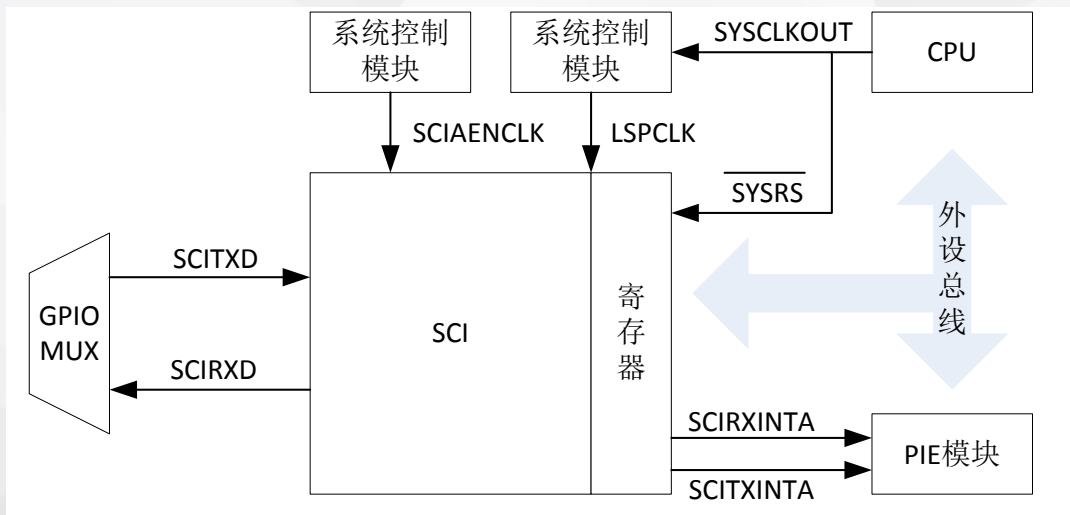 系统控制
模块
系统控制
模块
SYSCLKOUT
CPU
SCIAENCLK
LSPCLK
SYSRS
外
设
总
线
SCITXD
GPIO
MUX
SCIRXD
SCI
寄
存
器
SCIRXINTA
SCITXINTA
PIE模块